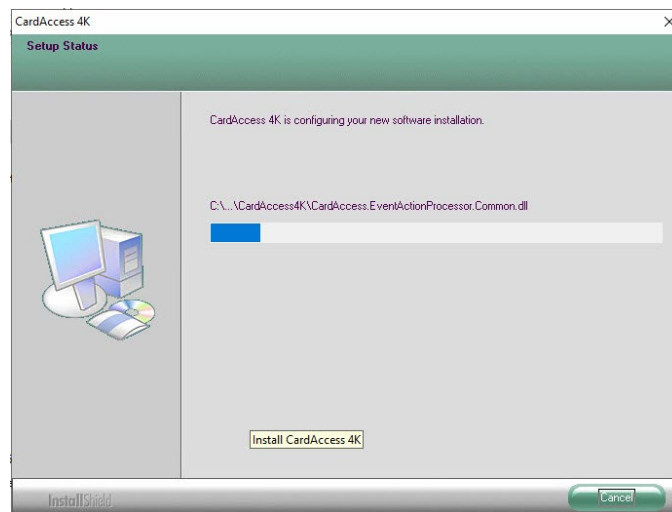 CardAccess 4K
Setup Status
CardAccess 4K is configuring your new software installation.
C:\...\CardAccess4K\CardAccess.EventActionProcessor.Common.dll
Install CardAccess 4K
InstallShield
Cancel